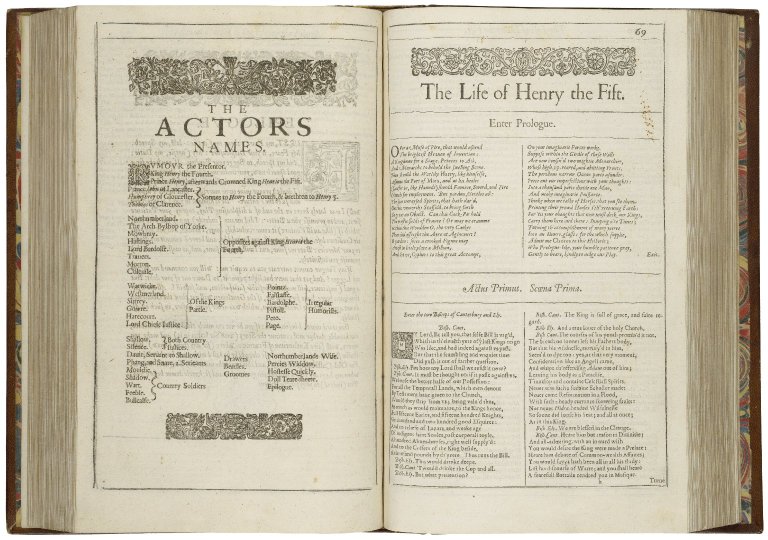 THE
ACTORS
NAMES.
RVMOVR the Presentor.
King Henry the Fourth.
Prince Henry, afterwards Crowned King Henrie the Fift.
Prince Iohn of Lancaster.
Humphrey of Gloucester.
Thomas of Clarence.
Sonnes to Henry the Fourth, & brethren to Henry 5.
Northumberland.
The Arch Byshop of Yorke.
Mowbray.
Hastings.
Lord Bardolfe.
Trauers.
Morton.
Coleuile.
Opposites against King Henrie the
Fourth.
Warwicke.
Westmerland.
Surrey.
Gowre.
Harecourt.
Lord Chiefe Iustice.
Of the Kings
Partie.
Pointz.
Falstaffe.
Bardolphe.
Pistoll.
Peto.
Page.
Irregular
Humorists.
Shallow.
Silence.
Both Country
Iustices.
Dauie, Seruant to Shallow.
Phang, and Snare, 2. Serieants
Mouldie.
Shadow.
Wart.
Feeble.
Bullcalfe.
Country Soldiers
Drawers
Beadles.
Groomes
Northumberlands Wife.
Percies Widdow.
Hostesse Quickly.
Doll Teare-sheete.
Epilogue.
69
The Life of Henry the Fift.
Enter Prologue.
O For a Muse of Fire, that would ascend
The brightest Heauen of Inuention:
A Kingdome for a Stage, Princes to Act,
And Monarchs to behold the swelling Scene.
Then should the Warlike Harry, like himselfe,
Assume the Port of Mars, and at his heeles
(Leasht in, like Hounds) should Famine, Sword, and Fire
Crouch for employment. But pardon, Gentles all:
The flat vnraysed Spirits, that hath dar'd,
On this vnworthy Scaffold, to bring forth
So great an Obiect. Can this Cock-Pit hold
The vastie fields of France? Or may we cramme
Within this Woodden O, the very Caskes
That did affright the Ayre at Agincourt?
O pardon: since a crooked Figure may
Attest in little place a Million,
And let vs, Cyphers to this great Accompt,
On your imaginarie Forces worke.
Suppose within the Girdle of these Walls
Are now confin'd two mightie Monarchies,
Whose high, vp-reared, and abutting Fronts,
The perillous narrow Ocean parts asunder.
Peece out our imperfections with your thoughts:
Into a thousand parts diuide one Man,
And make imaginarie Puissance.
Thinke when we talke of Horses, that you see them,
Printing their prowd Hoofes i'th' receiuing Earth:
For 'tis your thoughts that now must deck our Kings,
Carry them here and there: Iumping o're Times;
Turning th'accomplishment of many yeeres
Into an Howre-glasse: for the which supplie,
Admit me Chorus to this Historie;
Who Prologue-like, your humble patience pray,
Gently to heare, kindly to iudge our Play. Exit.
Actus Primus. Scœna Prima.
Enter the two Bishops of Canterbury and Ely.
Bish. Cant.
MY Lord, Ile tell you, that selfe Bill is vrg'd,
Which in th'eleueth yere of ye last Kings reign
Was like, and had indeed against vs past,
But that the scambling and vnquiet time
Did push it out of farther question.
Bish. Ely. But how my Lord shall we resist it now?
Bish. Cant. It must be thought on: if it passe against vs,
We loose the better halfe of our Possession:
For all the Temporall Lands, which men deuout
By Testament haue giuen to the Church,
Would they strip from vs; being valu'd thus,
As much as would maintaine, to the Kings honor,
Full fifteene Earles, and fifteene hundred Knights,
Six thousand and two hundred good Esquires:
And to reliefe of Lazars, and weake age
Of indigent faint Soules, past corporall toyle,
A hundred Almes-houses, right well supply'd:
And to the Coffers of the King beside,
A thousand pounds by th'yeere. Thus runs the Bill.
Bish. Ely. This would drinke deepe.
Bish. Cant. 'Twould drinke the Cup and all.
Bish. Ely. But what preuention?
Bish. Cant. The King is full of grace, and faire re-
gard.
Bish. Ely. And a true louer of the holy Church.
Bish. Cant. The courses of his youth promis'd it not.
The breath no sooner left his Fathers body,
But that his wildnesse, mortify'd in him,
Seem'd to dye too: yea, at that very moment,
Consideration like an Angell came,
And whipt th'offending Adam out of him;
Leauing his body as a Paradise,
T'inuelop and containe Celestiall Spirits.
Neuer was such a sodaine Scholler made:
Neuer came Reformation in a Flood,
With such a heady currance scowring faults:
Nor neuer Hidra-headed Wilfulnesse
So soone did loose his Seat; and all at once;
As in this King.
Bish. Ely. We are blessed in the Change.
Bish. Cant. Heare him but reason in Diuinitie;
And all-admiring, with an inward wish
You would desire the King were made a Prelate:
Heare him debate of Common-wealth Affaires;
You would say, it hath been all in all his study:
List his discourse of Warre; and you shall heare
A fearefull Battaile rendred you in Musique.
h
Turne